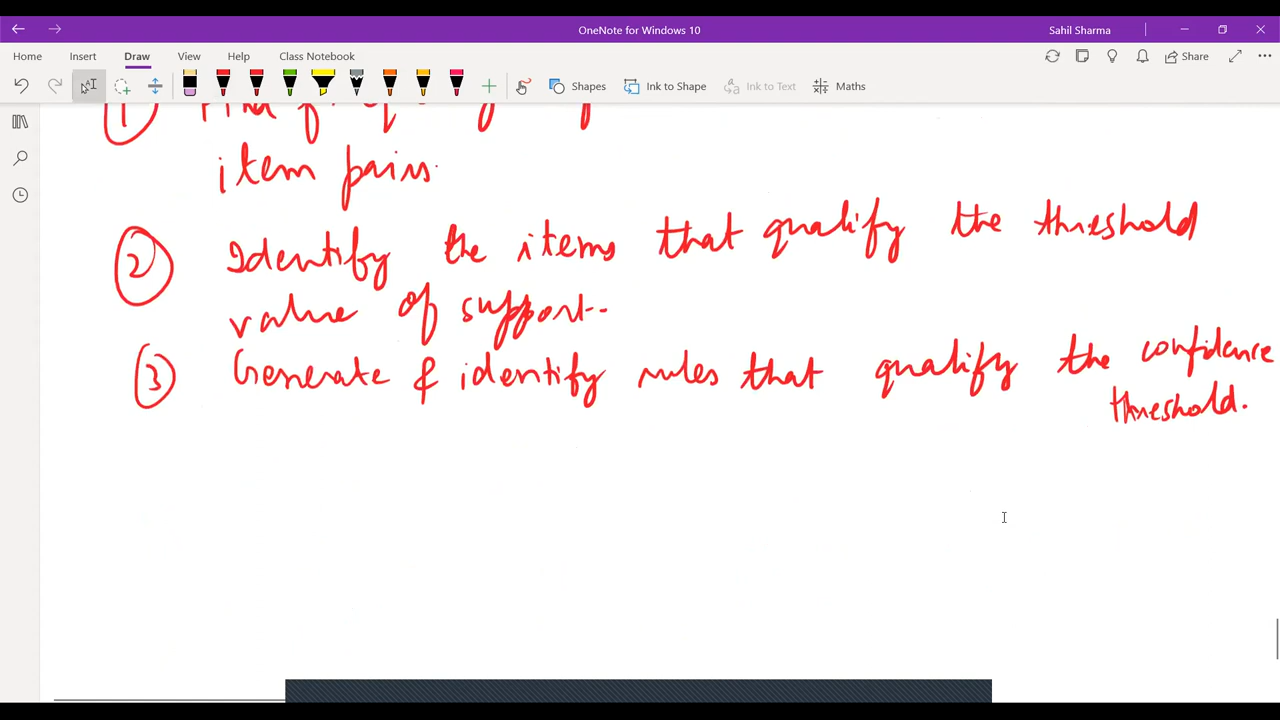 OneNote for Windows 10
Sahil Sharma
Home Insert Draw View Help Class Notebook
Share
Shapes Ink to Shape Ink to Text Maths
1
item pairs.
2 Identify the items that qualify the threshold
value of support.
3 Generate & identify rules that qualify the confidence
threshold.